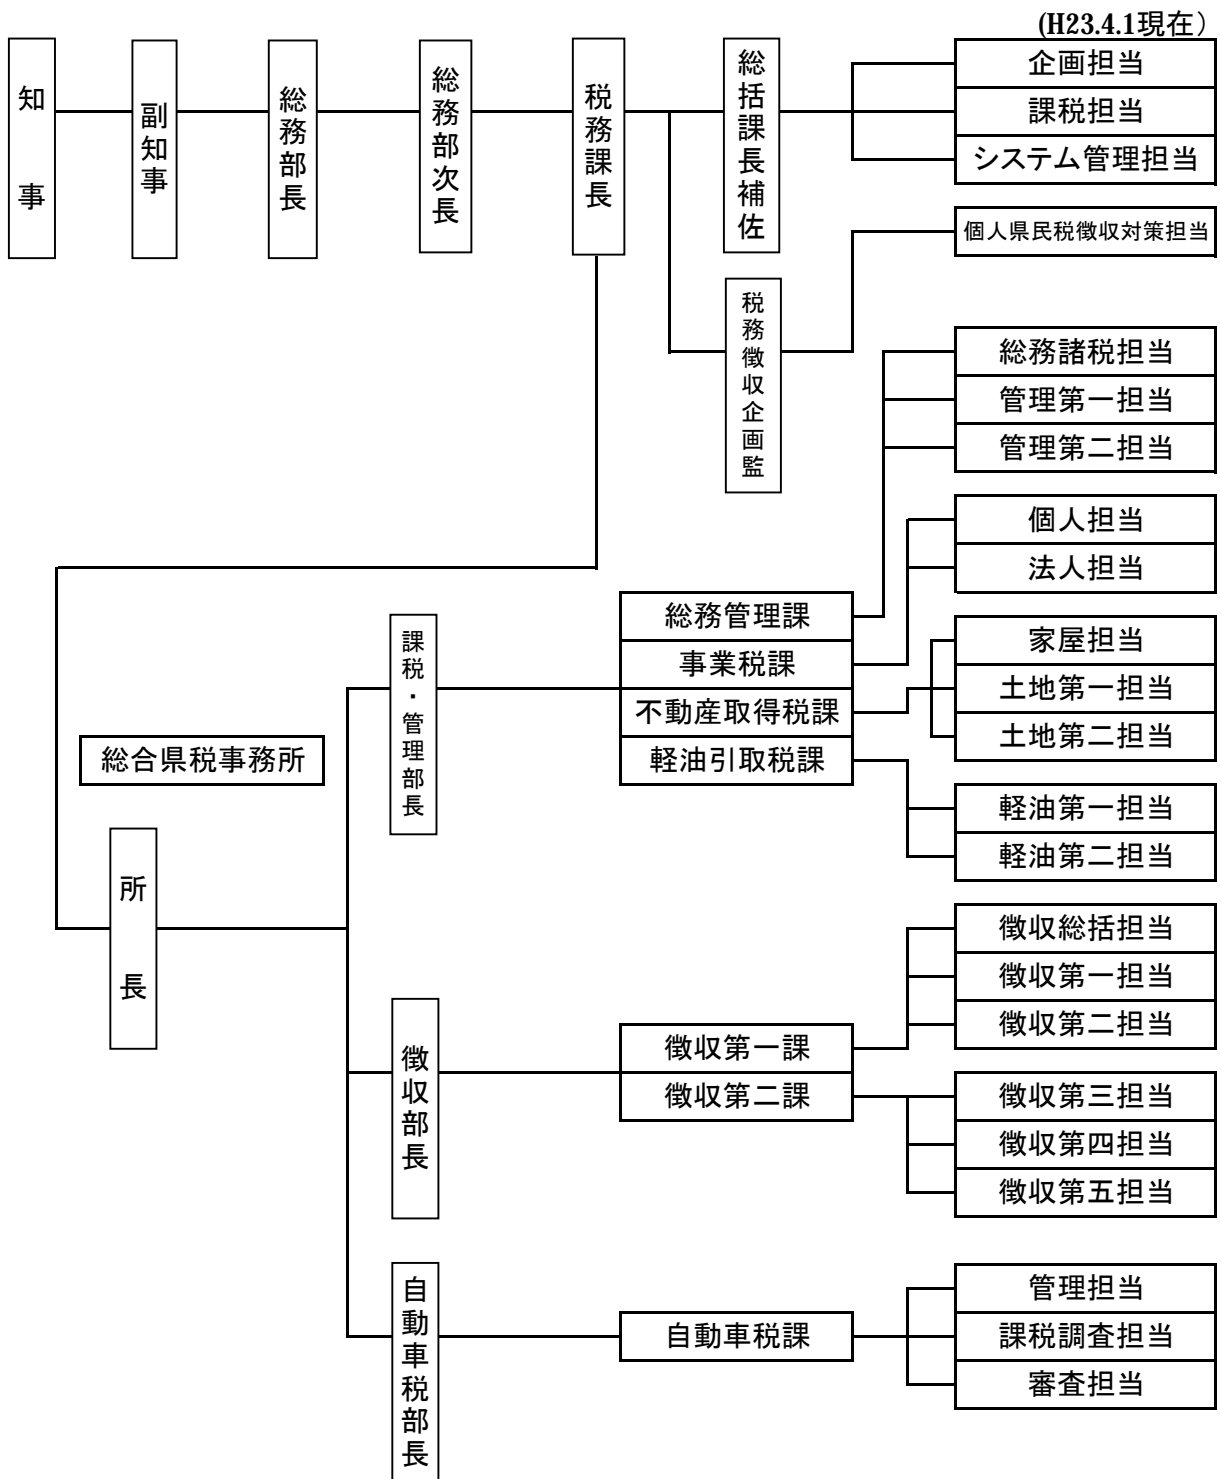 (H23.4.1現在）
知事
副知事
総務部長
総務部次長
税務課長
総括課長補佐
企画担当
課税担当
システム管理担当
税務徴収企画監
個人県民税徴収対策担当
総合県税事務所
所長
課税・管理部長
総務管理課
事業税課
不動産取得税課
軽油引取税課
総務諸税担当
管理第一担当
管理第二担当
個人担当
法人担当
家屋担当
土地第一担当
土地第二担当
軽油第一担当
軽油第二担当
徴収部長
徴収第一課
徴収第二課
徴収総括担当
徴収第一担当
徴収第二担当
徴収第三担当
徴収第四担当
徴収第五担当
自動車税部長
自動車税課
管理担当
課税調査担当
審査担当